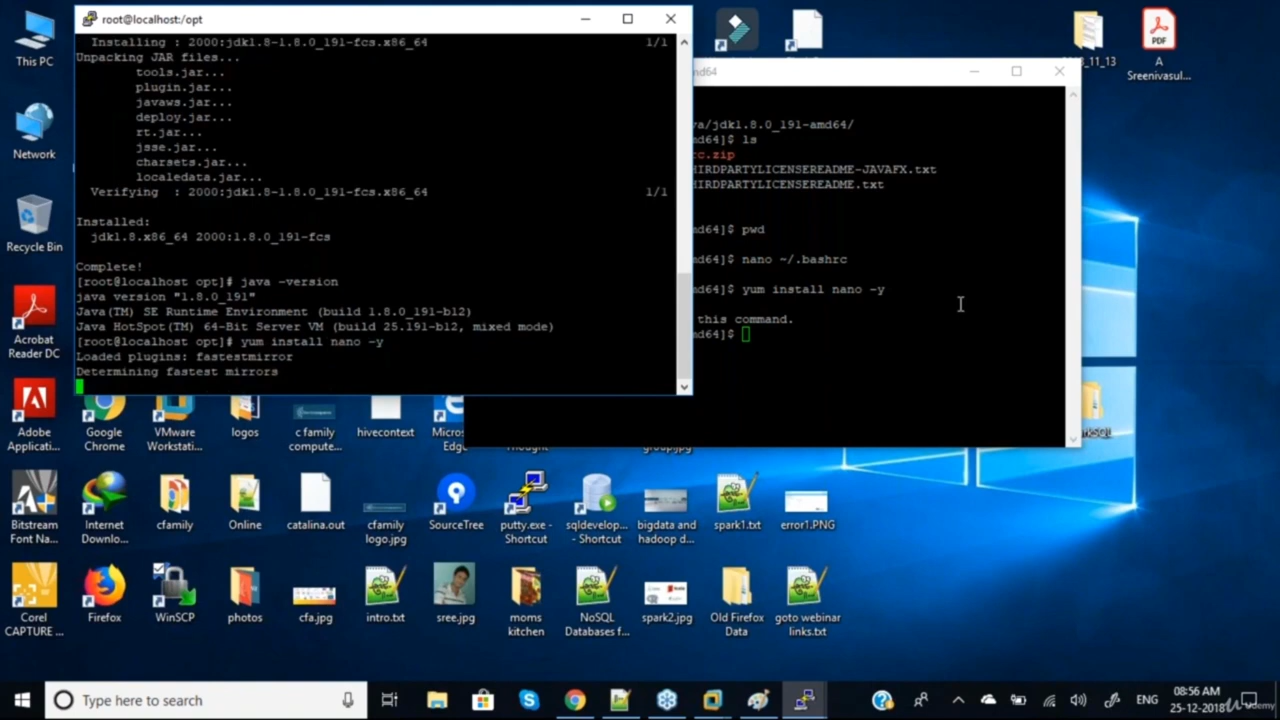 root@localhost:/opt
Installing : 2000:jdk1.8-1.8.0_191-fcs.x86_64 1/1
Unpacking JAR files...
tools.jar...
plugin.jar...
javaws.jar...
deploy.jar...
rt.jar...
jsse.jar...
charsets.jar...
localedata.jar...
Verifying : 2000:jdk1.8-1.8.0_191-fcs.x86_64 1/1
Installed:
jdk1.8.x86_64 2000:1.8.0_191-fcs
Complete!
[root@localhost opt]# java -version
java version "1.8.0_191"
Java(TM) SE Runtime Environment (build 1.8.0_191-b12)
Java HotSpot(TM) 64-Bit Server VM (build 25.191-b12, mixed mode)
[root@localhost opt]# yum install nano -y
Loaded plugins: fastestmirror
Determining fastest mirrors
md64
va/jdk1.8.0_191-amd64/
md64]$ ls
rc.zip
HIRDPARTYLICENSEREADME-JAVAFX.txt
HIRDPARTYLICENSEREADME.txt
md64]$ pwd
md64]$ nano ~/.bashrc
md64]$ yum install nano -y
this command.
md64]$
This PC
Network
Recycle Bin
Acrobat
Reader DC
_11_13
PDF
A
Sreenivasul...
Adobe
Applicati...
Google
Chrome
VMware
Workstati...
logos
c family
compute...
hivecontext
Micros
Edge
Thought
group.jpg
rkSQL
Bitstream
Font Na...
Internet
Downlo...
cfamily
Online
catalina.out
cfamily
logo.jpg
SourceTree
putty.exe -
Shortcut
sqldevelop...
- Shortcut
bigdata and
hadoop d...
spark1.txt
error1.PNG
Corel
CAPTURE ...
Firefox
WinSCP
photos
cfa.jpg
intro.txt
sree.jpg
moms
kitchen
NoSQL
Databases f...
spark2.jpg
Old Firefox
Data
goto webinar
links.txt
Type here to search
ENG
08:56 AM
25-12-2018
Udemy